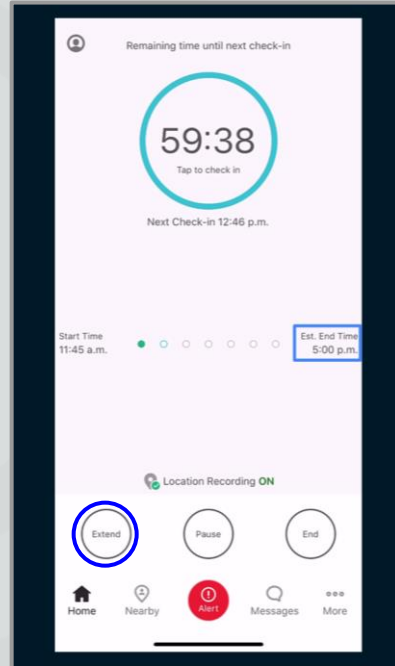 Remaining time until next check-in
59:38
Tap to check in
Next Check-in 12:46 p.m.
Start Time
11:45 a.m.
Est. End Time
5:00 p.m.
Location Recording ON
Extend
Pause
End
Home
Nearby
Alert
Messages
More